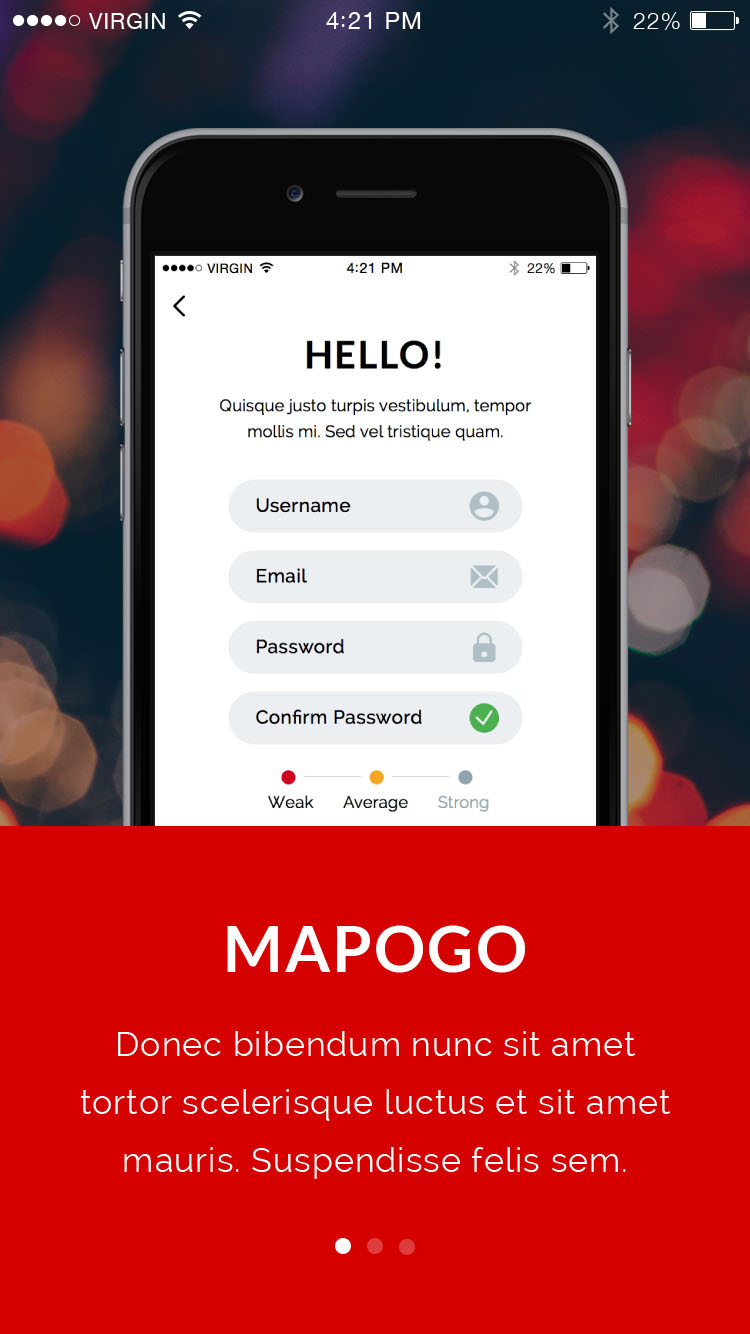 VIRGIN 4:21 PM 22%
VIRGIN 4:21 PM 22%
HELLO!
Quisque justo turpis vestibulum, tempor
mollis mi. Sed vel tristique quam.
Username
Email
Password
Confirm Password
Weak Average Strong
MAPOGO
Donec bibendum nunc sit amet
tortor scelerisque luctus et sit amet
mauris. Suspendisse felis sem.